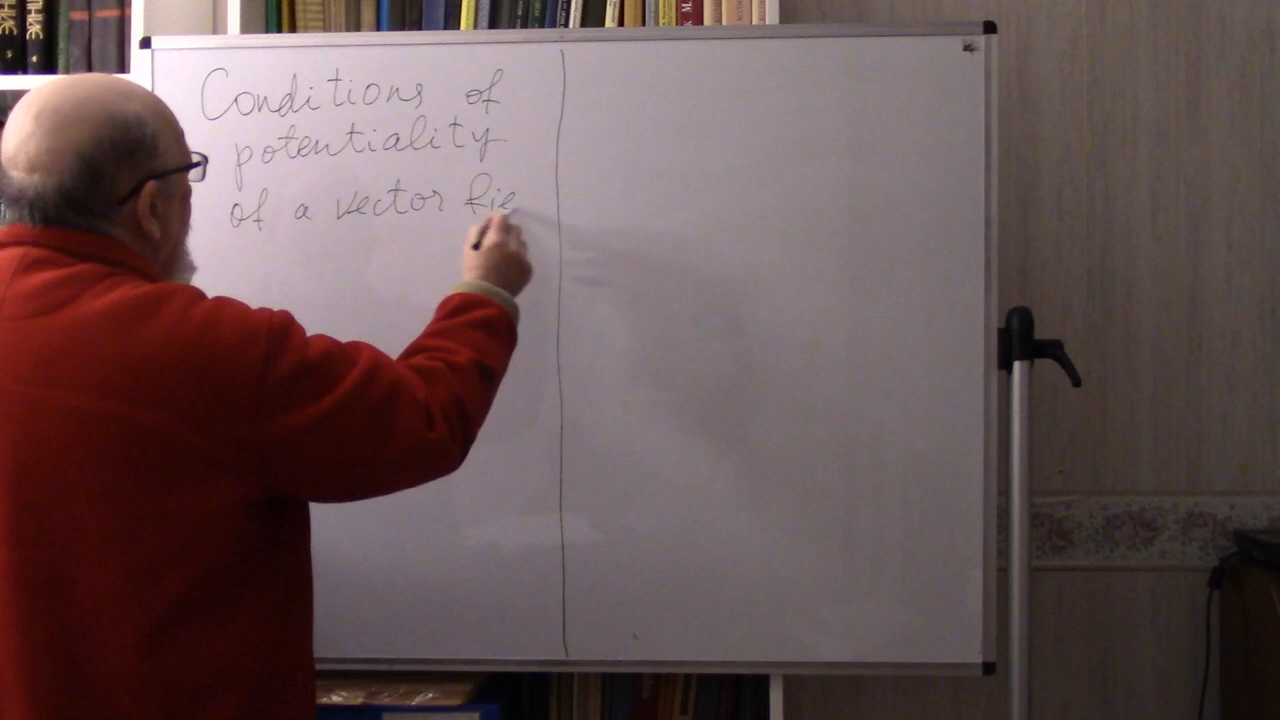 Conditions of
potentiality
of a vector fie